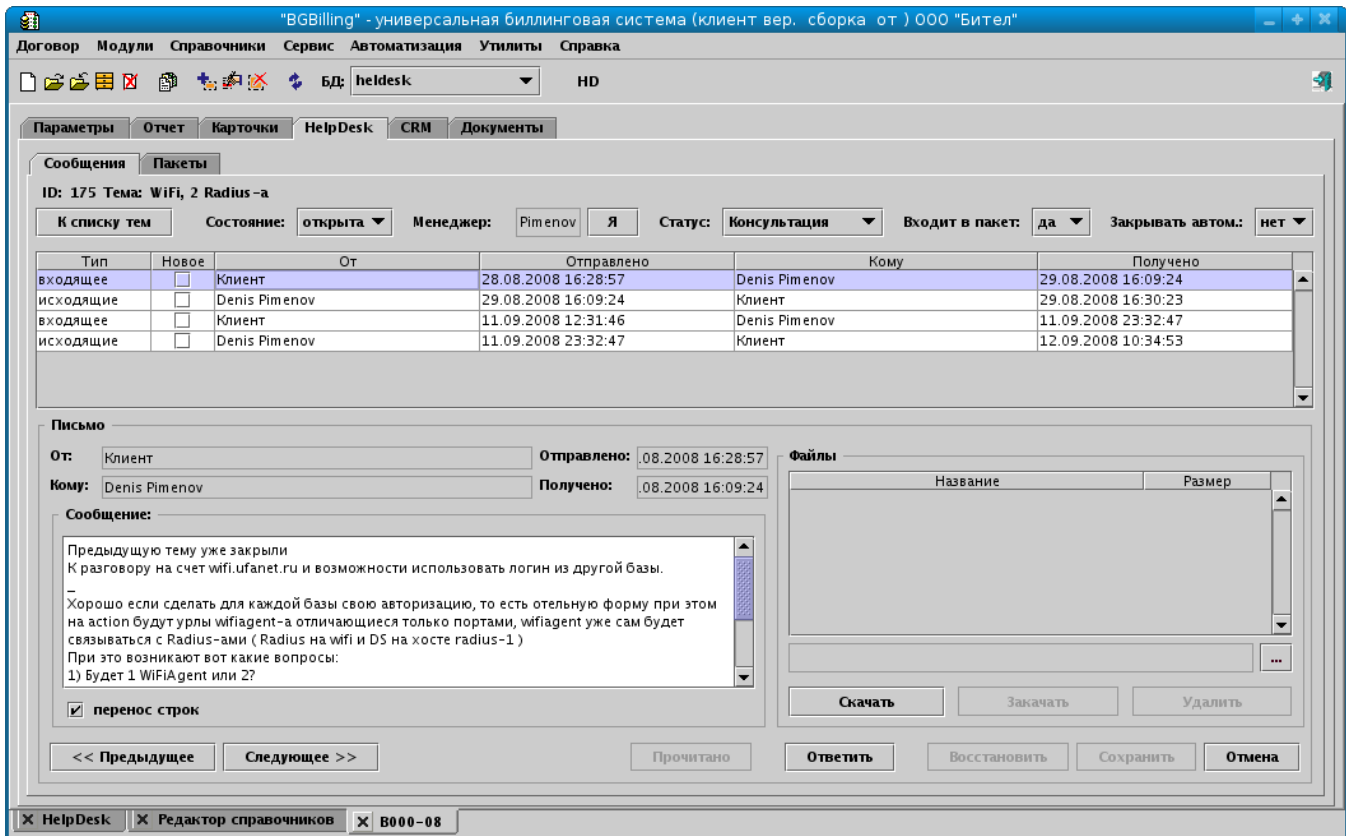 "BGBilling" - универсальная биллинговая система (клиент вер.  сборка  от ) ООО "Бител"
Договор Модули Справочники Сервис Автоматизация Утилиты Справка
БД: heldesk HD
Параметры Отчет Карточки HelpDesk CRM Документы
Сообщения Пакеты
ID: 175 Тема: WiFi, 2 Radius-а
К списку тем Состояние: открыта Менеджер: Pimenov Я Статус: Консультация Входит в пакет: да Закрывать автом.: нет
Тип Новое От Отправлено Кому Получено
входящее Клиент 28.08.2008 16:28:57 Denis Pimenov 29.08.2008 16:09:24
исходящие Denis Pimenov 29.08.2008 16:09:24 Клиент 29.08.2008 16:30:23
входящее Клиент 11.09.2008 12:31:46 Denis Pimenov 11.09.2008 23:32:47
исходящие Denis Pimenov 11.09.2008 23:32:47 Клиент 12.09.2008 10:34:53
Письмо
От: Клиент Отправлено: .08.2008 16:28:57
Кому: Denis Pimenov Получено: .08.2008 16:09:24
Файлы
Название Размер
Сообщение:
Предыдущую тему уже закрыли
К разговору на счет wifi.ufanet.ru и возможности использовать логин из другой базы.
_
Хорошо если сделать для каждой базы свою авторизацию, то есть отельную форму при этом
на action будут урлы wifiagent-а отличающиеся только портами, wifiagent уже сам будет
связываться с Radius-ами ( Radius на wifi и DS на хосте radius-1 )
При это возникают вот какие вопросы:
1) Будет 1 WiFiAgent или 2?
...
Скачать Закачать Удалить
перенос строк
<< Предыдущее Следующее >> Прочитано Ответить Восстановить Сохранить Отмена
HelpDesk Редактор справочников B000-08